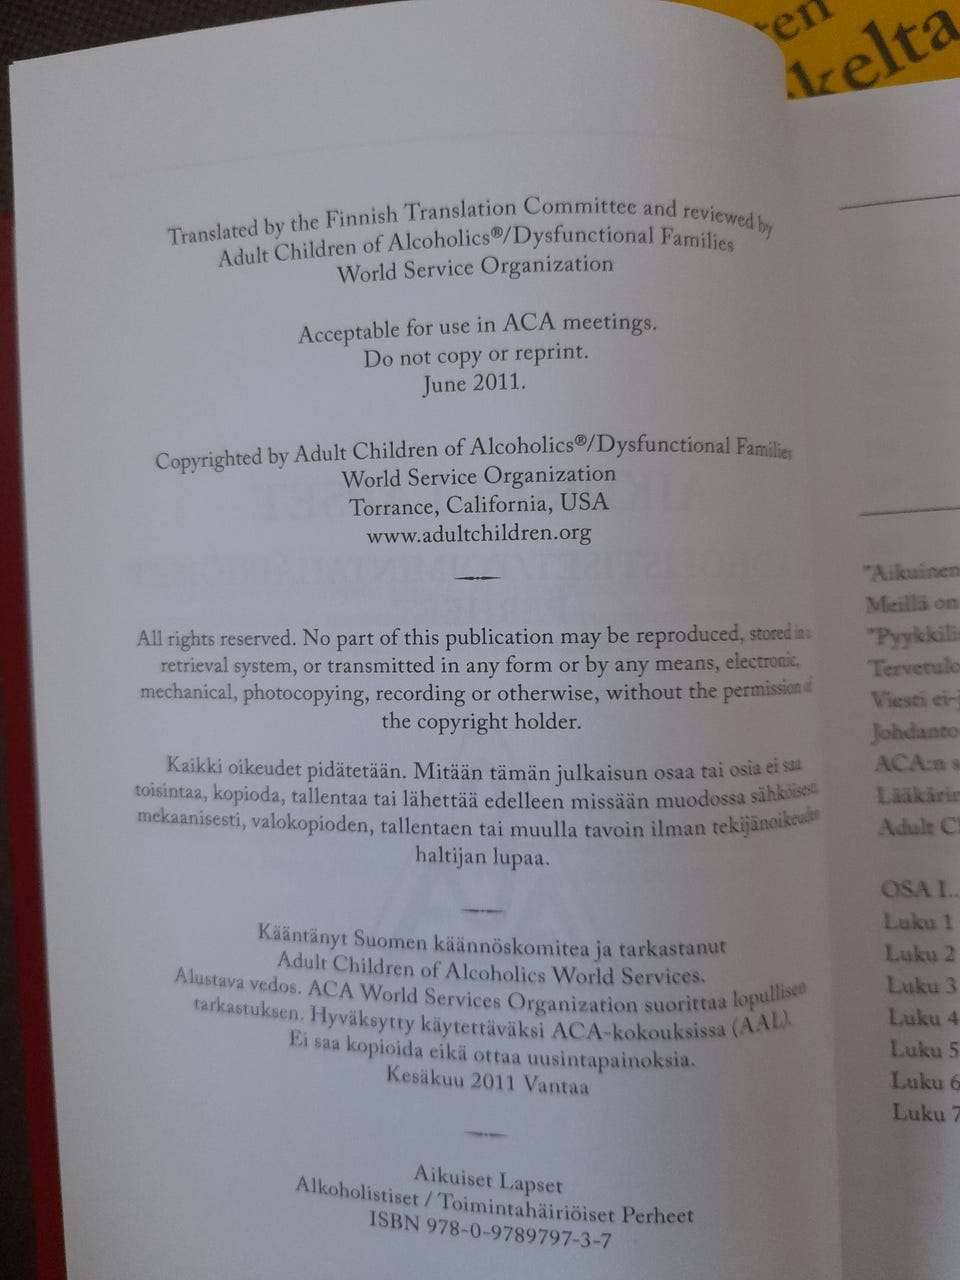 ten
kelta
Translated by the Finnish Translation Committee and reviewed by
Adult Children of Alcoholics®/Dysfunctional Families
World Service Organization
Acceptable for use in ACA meetings.
Do not copy or reprint.
June 2011.
Copyrighted by Adult Children of Alcoholics®/Dysfunctional Families
World Service Organization
Torrance, California, USA
www.adultchildren.org
All rights reserved. No part of this publication may be reproduced, stored in a
retrieval system, or transmitted in any form or by any means, electronic,
mechanical, photocopying, recording or otherwise, without the permission of
the copyright holder.
Kaikki oikeudet pidätetään. Mitään tämän julkaisun osaa tai osia ei saa
toisintaa, kopioda, tallentaa tai lähettää edelleen missään muodossa sähköisesti
mekaanisesti, valokopioden, tallentaen tai muulla tavoin ilman tekijänoikeuden
haltijan lupaa.
Kääntänyt Suomen käännöskomitea ja tarkastanut
Adult Children of Alcoholics World Services.
Alustava vedos. ACA World Services Organization suorittaa lopullisen
tarkastuksen. Hyväksytty käytettäväksi ACA-kokouksissa (AAL).
Ei saa kopioida eikä ottaa uusintapainoksia.
Kesäkuu 2011 Vantaa
Aikuiset Lapset
Alkoholistiset / Toimintahäiriöiset Perheet
ISBN 978-0-9789797-3-7
"Aikuinen
Meillä on
"Pyykkili
Tervetulo
Viesti ei-j
Johdanto
ACA:n s
Lääkärin
Adult C
OSA I..
Luku 1
Luku 2
Luku 3
Luku 4
Luku 5
Luku 6
Luku 7